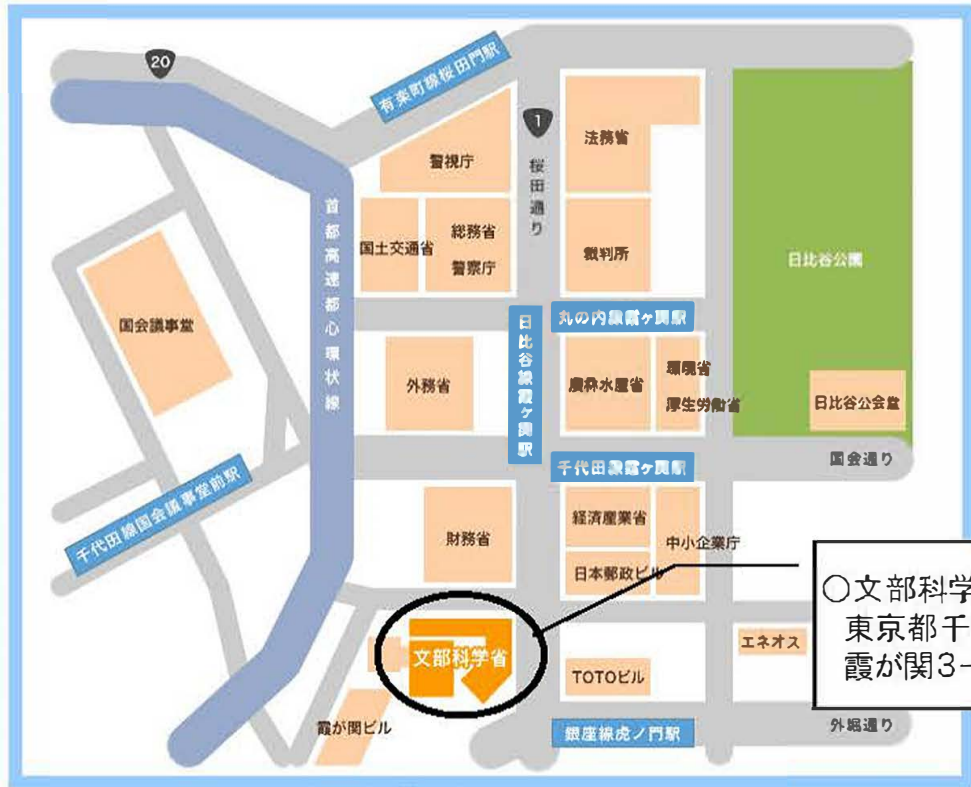 20
有楽町線桜田門駅
1
桜田通り
法務省
警視庁
首都高速都心環状線
国土交通省
総務省
警察庁
裁判所
日比谷公園
国会議事堂
日比谷線霞ヶ関駅
丸の内線霞ヶ関駅
外務省
農林水産省
環境省
厚生労働省
日比谷公会堂
千代田線霞ヶ関駅
国会通り
千代田線国会議事堂前駅
財務省
経済産業省
中小企業庁
日本郵政ビル
○文部科学
東京都千
霞が関3-
文部科学省
エネオス
TOTOビル
霞が関ビル
銀座線虎ノ門駅
外堀通り